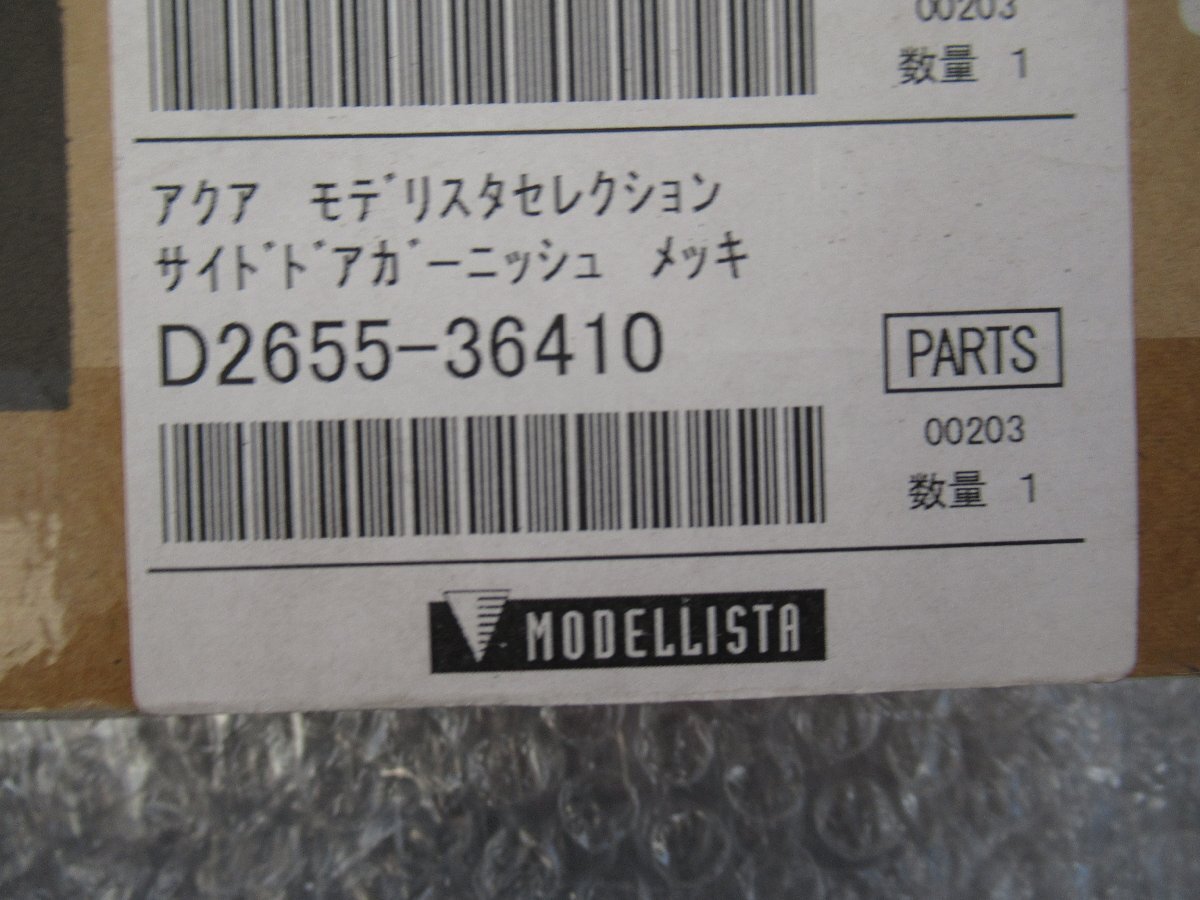 00203
数量 1
ｱｸｱ ﾓﾃﾞﾘｽﾀｾﾚｸｼｮﾝ
ｻｲﾄﾞﾄﾞｱｶﾞｰﾆｯｼｭ ﾒｯｷ
D2655-36410
PARTS
00203
数量 1
MODELLISTA